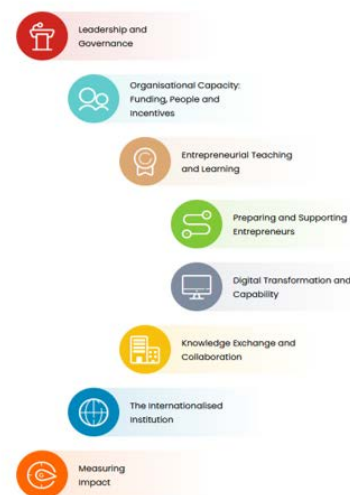 Leadership and
Governance
Organisational Capacity:
Funding, People and
Incentives
Entrepreneurial Teaching
and Learning
Preparing and Supporting
Entrepreneurs
Digital Transformation and
Capability
Knowledge Exchange and
Collaboration
The Internationalised
Institution
Measuring
Impact